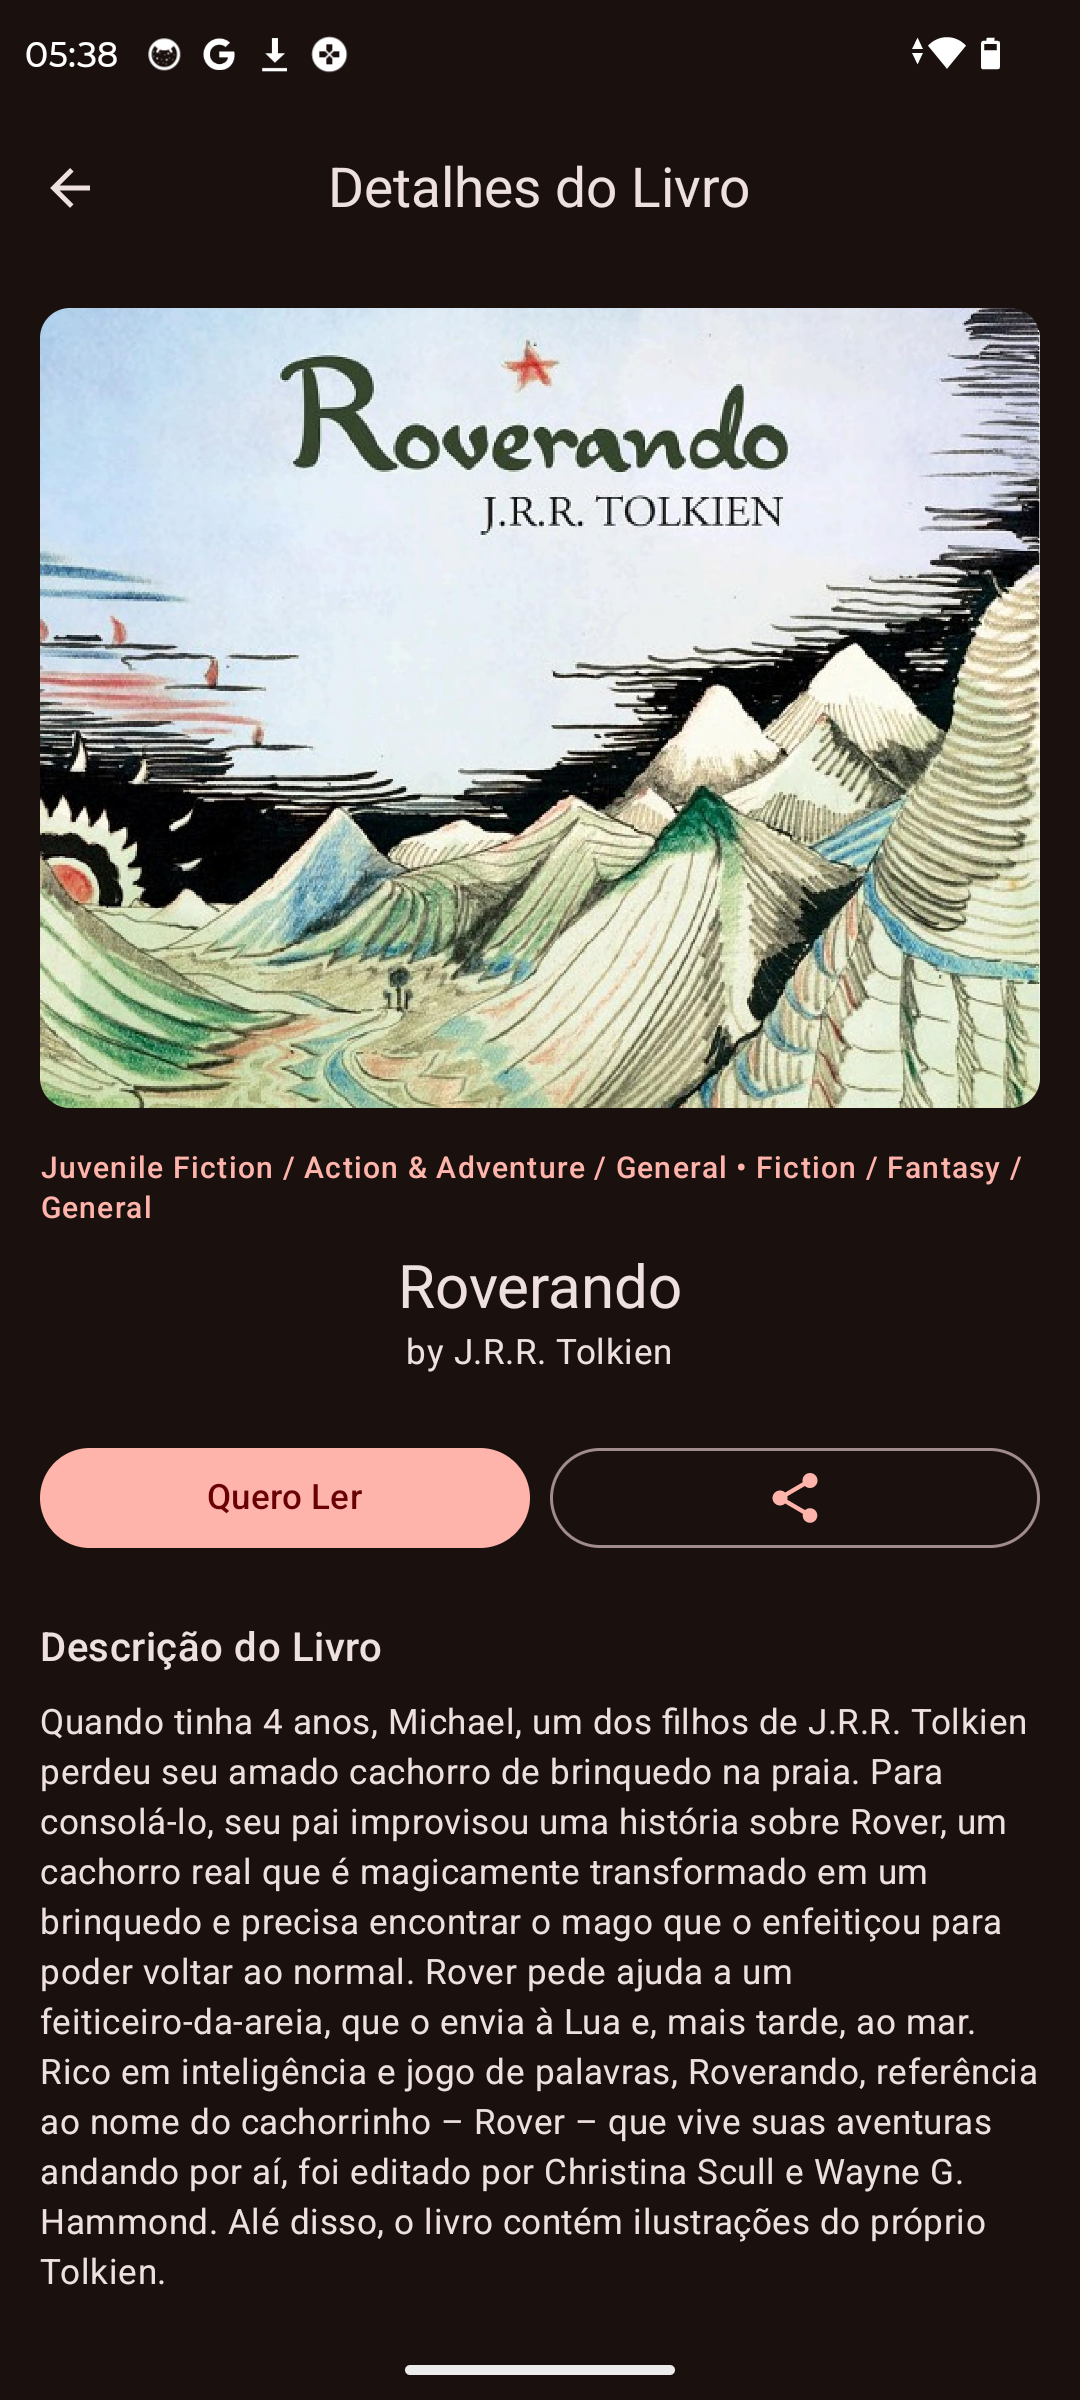 05:38
Detalhes do Livro
Roverando
J.R.R. TOLKIEN
Juvenile Fiction / Action & Adventure / General • Fiction / Fantasy /
General
Roverando
by J.R.R. Tolkien
Quero Ler
Descrição do Livro
Quando tinha 4 anos, Michael, um dos filhos de J.R.R. Tolkien
perdeu seu amado cachorro de brinquedo na praia. Para
consolá-lo, seu pai improvisou uma história sobre Rover, um
cachorro real que é magicamente transformado em um
brinquedo e precisa encontrar o mago que o enfeitiçou para
poder voltar ao normal. Rover pede ajuda a um
feiticeiro-da-areia, que o envia à Lua e, mais tarde, ao mar.
Rico em inteligência e jogo de palavras, Roverando, referência
ao nome do cachorrinho – Rover – que vive suas aventuras
andando por aí, foi editado por Christina Scull e Wayne G.
Hammond. Alé disso, o livro contém ilustrações do próprio
Tolkien.